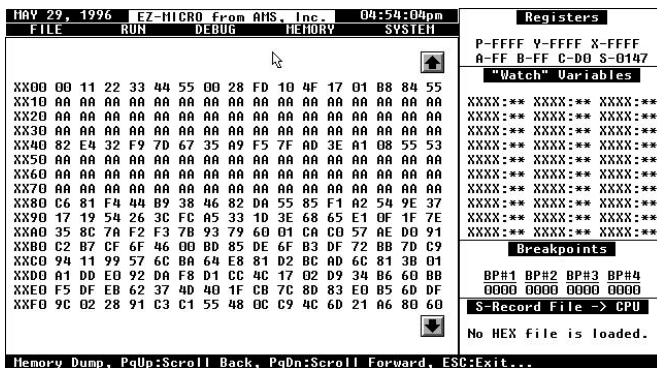 MAY 29, 1996 EZ-MICRO from AMS, Inc. 04:54:04pm
FILE RUN DEBUG MEMORY SYSTEM
XX00 00 11 22 33 44 55 00 28 FD 10 4F 17 01 B8 84 55
XX10 AA AA AA AA AA AA AA AA AA AA AA AA AA AA AA AA
XX20 AA AA AA AA AA AA AA AA AA AA AA AA AA AA AA AA
XX30 AA AA AA AA AA AA AA AA AA AA AA AA AA AA AA AA
XX40 82 E4 32 F9 7D 67 35 A9 F5 7F AD 3E A1 08 55 53
XX50 AA AA AA AA AA AA AA AA AA AA AA AA AA AA AA AA
XX60 AA AA AA AA AA AA AA AA AA AA AA AA AA AA AA AA
XX70 AA AA AA AA AA AA AA AA AA AA AA AA AA AA AA AA
XX80 C6 81 F4 44 B9 38 46 82 DA 55 85 F1 A2 54 9E 37
XX90 17 19 54 26 3C FC A5 33 1D 3E 68 65 E1 0F 1F 7E
XXA0 35 8C 7A F2 F3 7B 93 79 60 01 CA C0 57 AE D0 91
XXB0 C2 B7 CF 6F 46 00 BD 85 DE 6F B3 DF 72 BB 7D C9
XXC0 94 11 99 57 6C BA 64 E8 81 D2 BC AD 6C 81 3B 01
XXD0 A1 DD E0 92 DA F8 D1 CC 4C 17 02 D9 34 B6 60 BB
XXE0 F5 DF EB 62 37 4D 40 1F CB 7C 8D 83 E0 B5 6D DF
XXF0 9C 02 28 91 C3 C1 55 48 0C C9 4C 6D 21 A6 80 60
Memory Dump, PgUp:Scroll Back, PgDn:Scroll Forward, ESC:Exit...
Registers
P-FFFF Y-FFFF X-FFFF
A-FF B-FF C-D0 S-0147
"Watch" Variables
XXXX:** XXXX:** XXXX:**
XXXX:** XXXX:** XXXX:**
XXXX:** XXXX:** XXXX:**
XXXX:** XXXX:** XXXX:**
XXXX:** XXXX:** XXXX:**
XXXX:** XXXX:** XXXX:**
XXXX:** XXXX:** XXXX:**
XXXX:** XXXX:** XXXX:**
XXXX:** XXXX:** XXXX:**
XXXX:** XXXX:** XXXX:**
Breakpoints
BP#1 BP#2 BP#3 BP#4
0000 0000 0000 0000
S-Record File -> CPU
No HEX file is loaded.